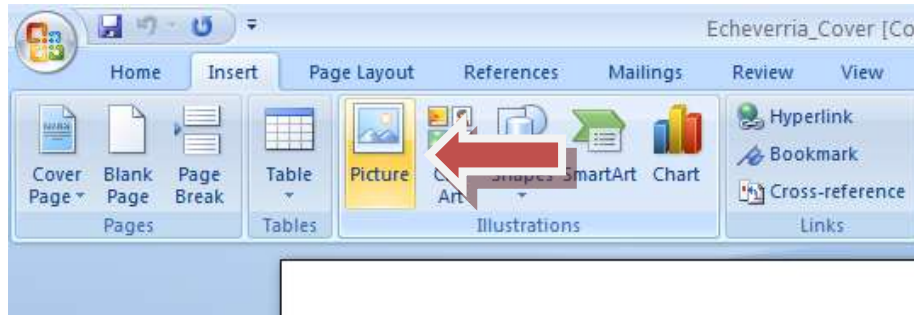 Echeverria_Cover [Co
Home Insert Page Layout References Mailings Review View
Cover Page
Blank Page
Page Break
Table
Picture
Art
Shapes
SmartArt
Chart
Hyperlink
Bookmark
Cross-reference
Pages Tables Illustrations Links